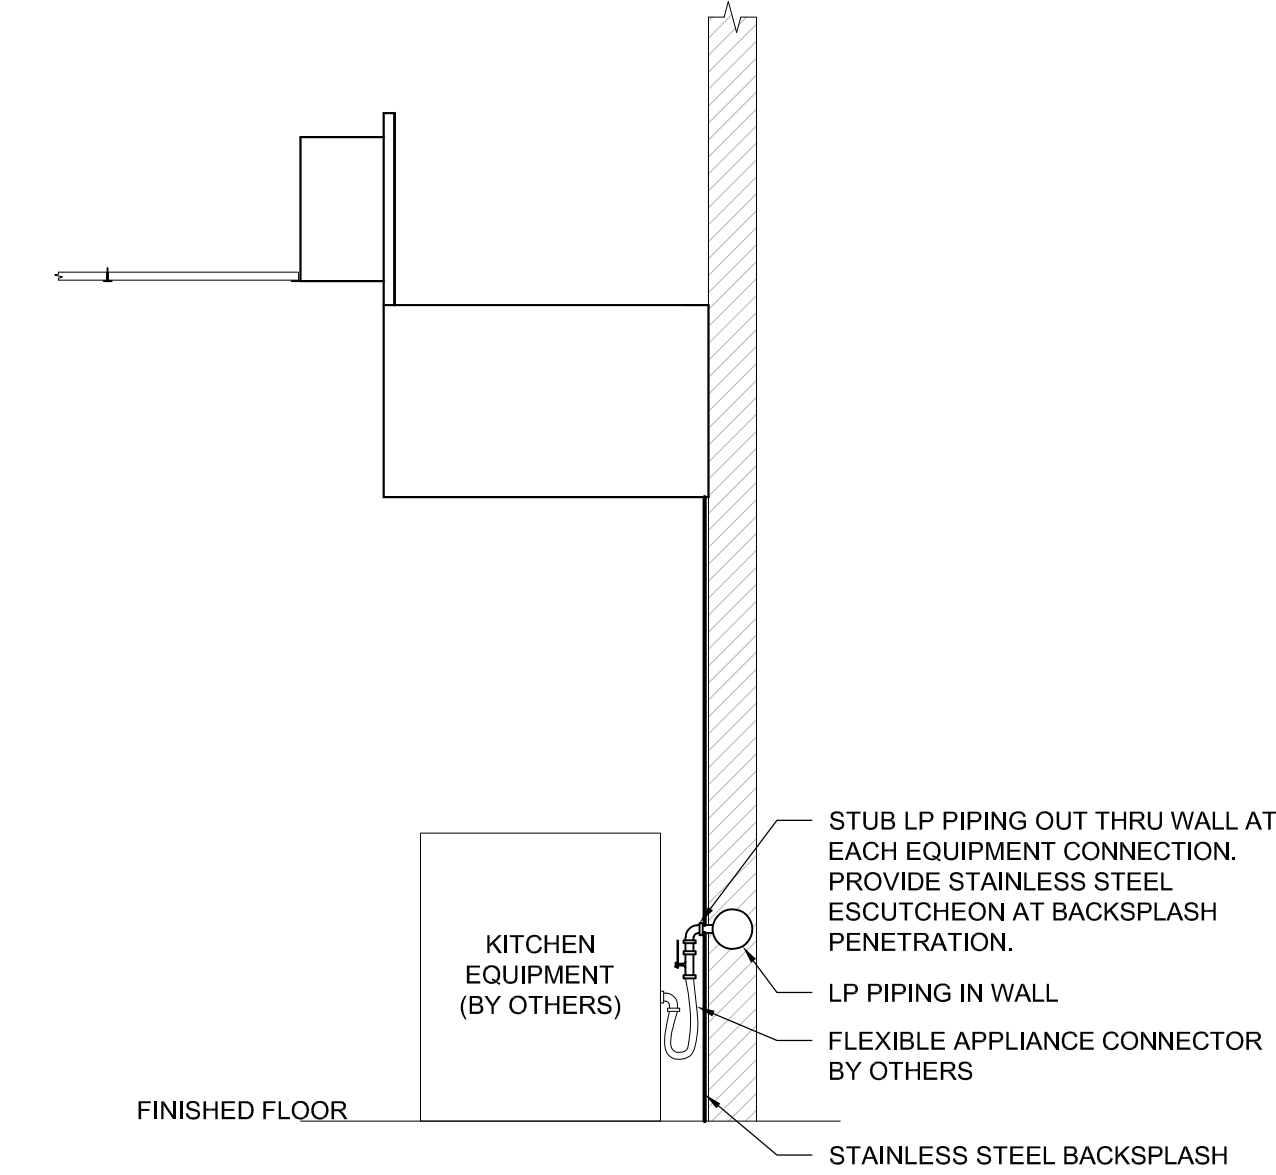 STUB LP PIPING OUT THRU WALL AT
EACH EQUIPMENT CONNECTION.
PROVIDE STAINLESS STEEL
ESCUTCHEON AT BACKSPLASH
PENETRATION.
KITCHEN
EQUIPMENT
(BY OTHERS)
LP PIPING IN WALL
FLEXIBLE APPLIANCE CONNECTOR
BY OTHERS
FINISHED FLOOR
STAINLESS STEEL BACKSPLASH